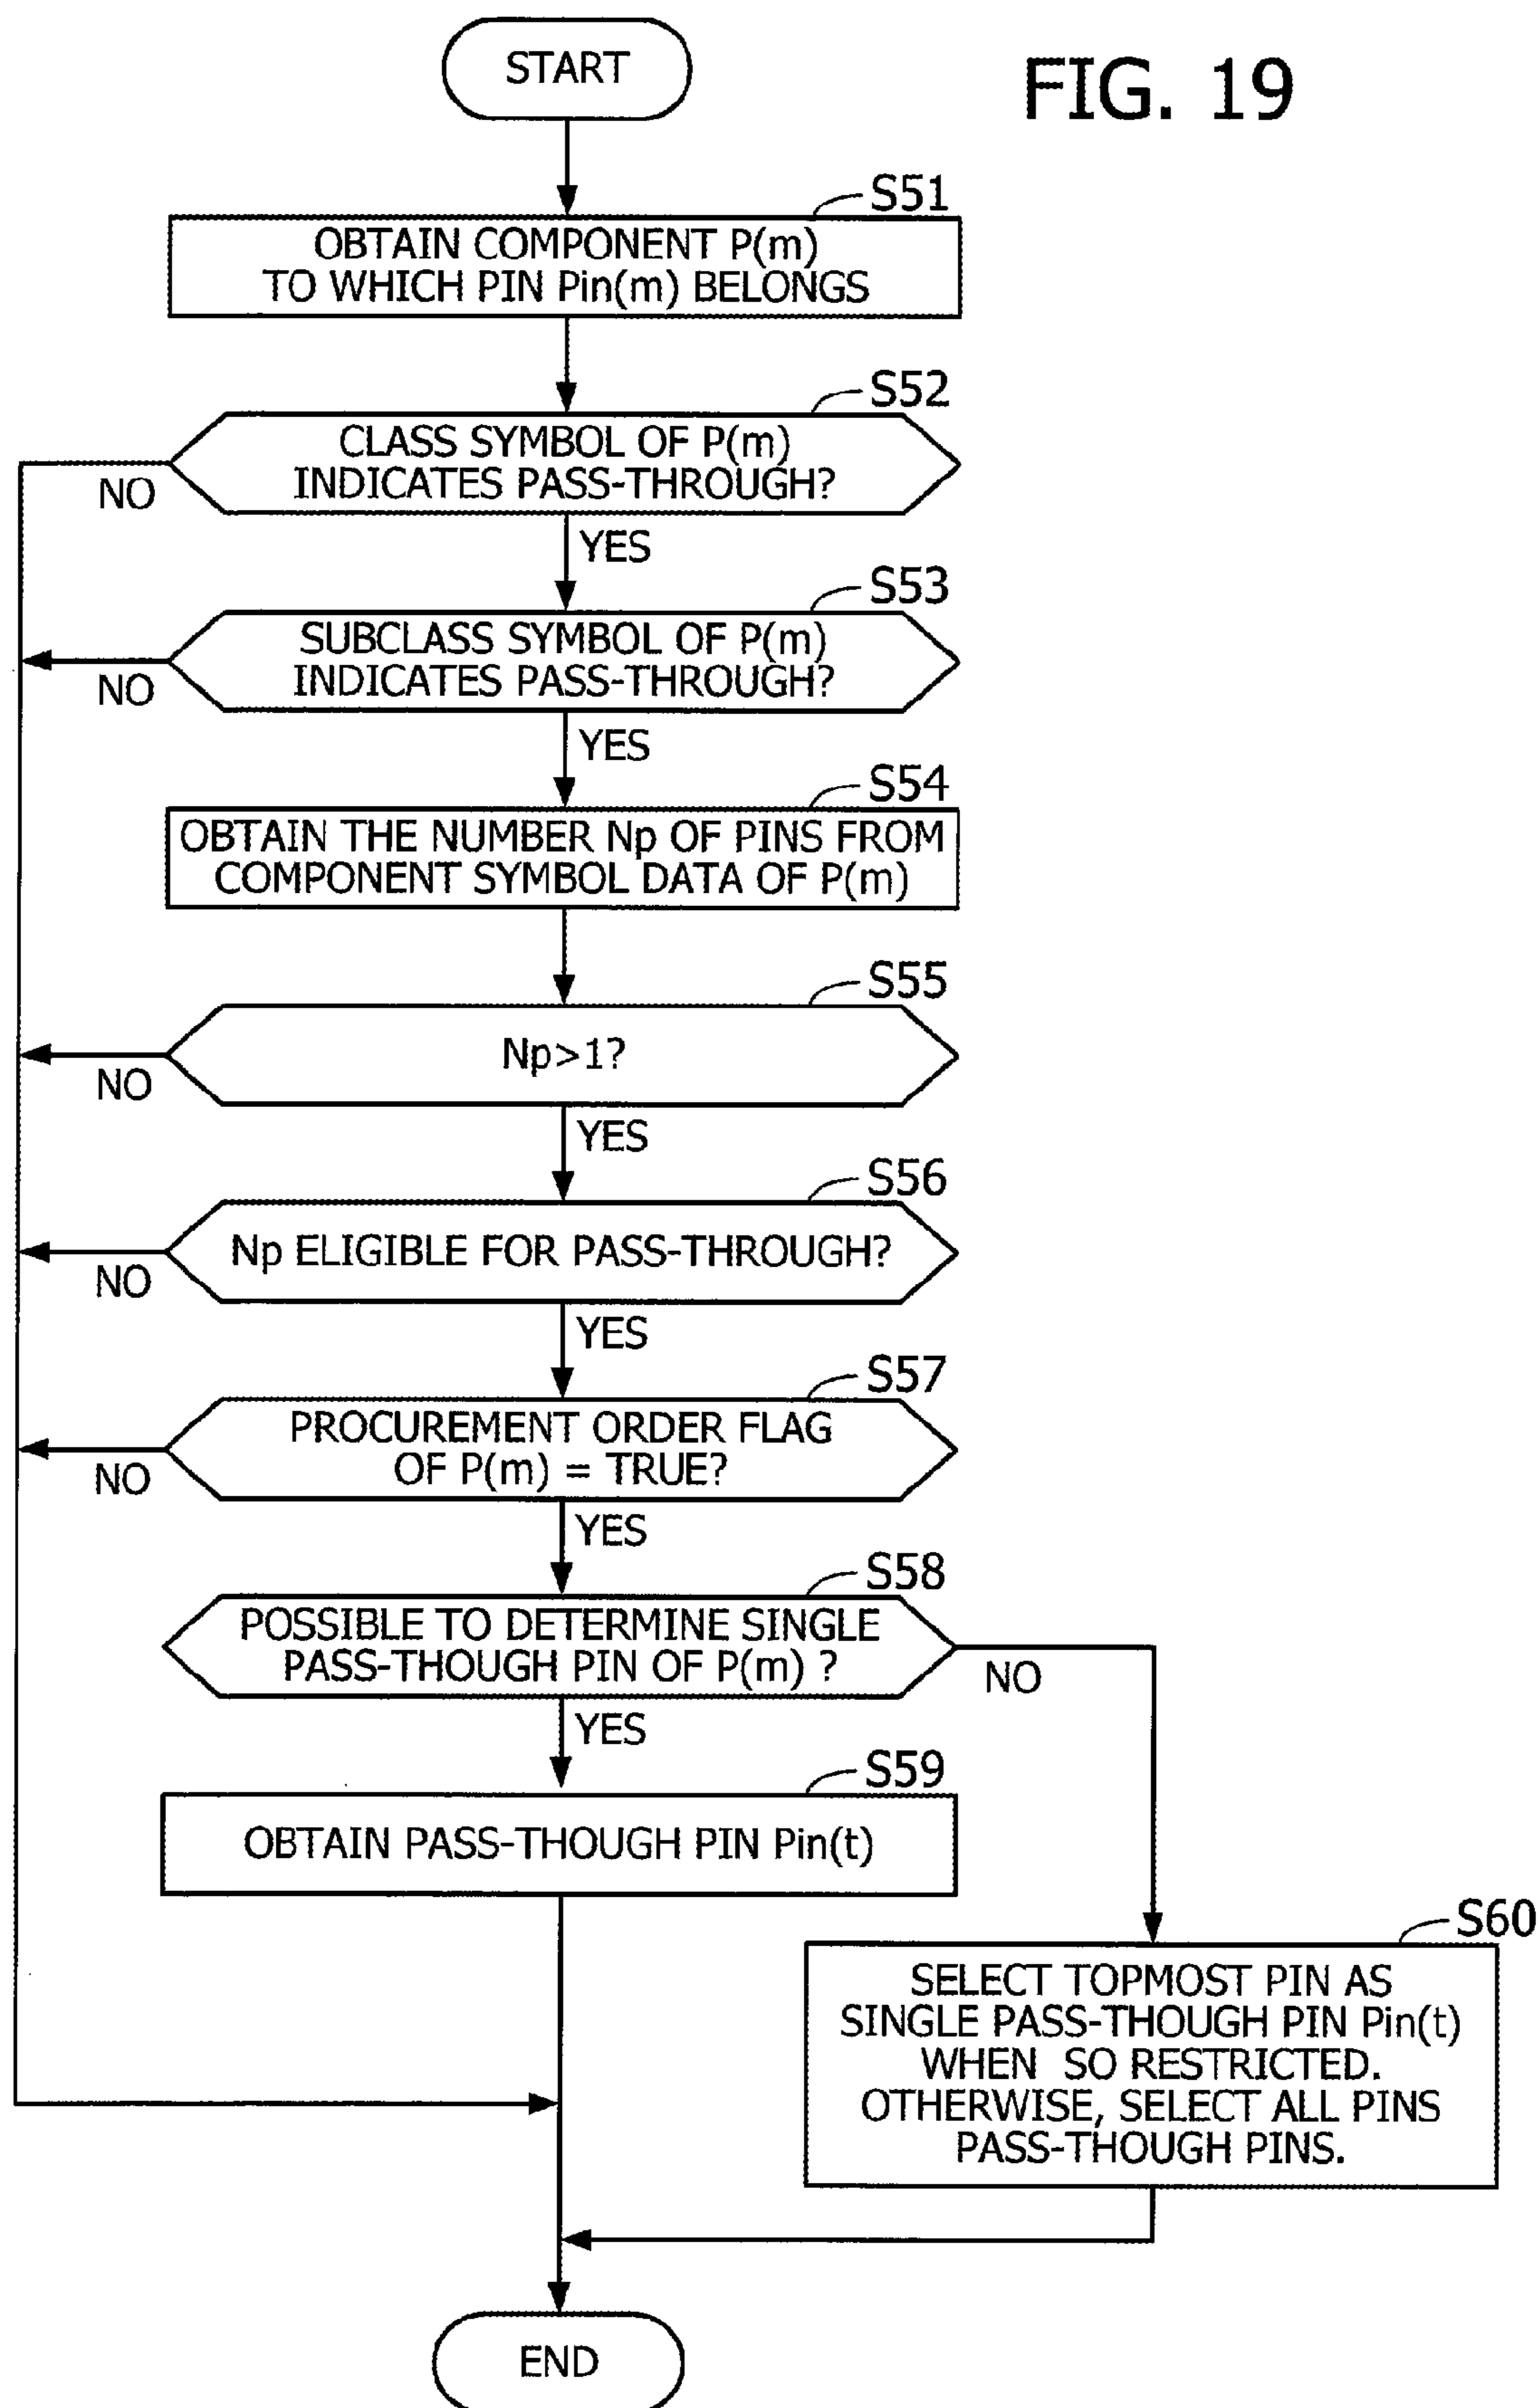 START
FIG. 19
S51
OBTAIN COMPONENT P(m)
TO WHICH PIN Pin(m) BELONGS
S52
CLASS SYMBOL OF P(m)
INDICATES PASS-THROUGH?
NO
YES
S53
SUBCLASS SYMBOL OF P(m)
INDICATES PASS-THROUGH?
NO
YES
S54
OBTAIN THE NUMBER Np OF PINS FROM
COMPONENT SYMBOL DATA OF P(m)
S55
Np>1?
NO
YES
S56
Np ELIGIBLE FOR PASS-THROUGH?
NO
YES
S57
PROCUREMENT ORDER FLAG
OF P(m) = TRUE?
NO
YES
S58
POSSIBLE TO DETERMINE SINGLE
PASS-THOUGH PIN OF P(m) ?
NO
YES
S59
OBTAIN PASS-THOUGH PIN Pin(t)
S60
SELECT TOPMOST PIN AS
SINGLE PASS-THOUGH PIN Pin(t)
WHEN SO RESTRICTED.
OTHERWISE, SELECT ALL PINS
PASS-THOUGH PINS.
END